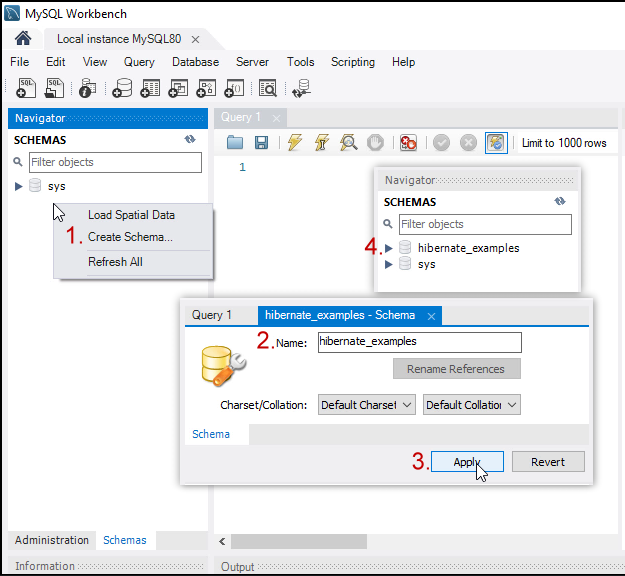 MySQL Workbench
Local instance MySQL80
File Edit View Query Database Server Tools Scripting Help
SQL SQL
Navigator
SCHEMAS
Filter objects
sys
1. Load Spatial Data
Create Schema...
Refresh All
Query 1
Limit to 1000 rows
1
Navigator
SCHEMAS
Filter objects
4. hibernate_examples
sys
Query 1 hibernate_examples - Schema
2. Name: hibernate_examples
Rename References
Charset/Collation: Default Charset Default Collation
Schema
3. Apply Revert
Administration Schemas
Information
Output